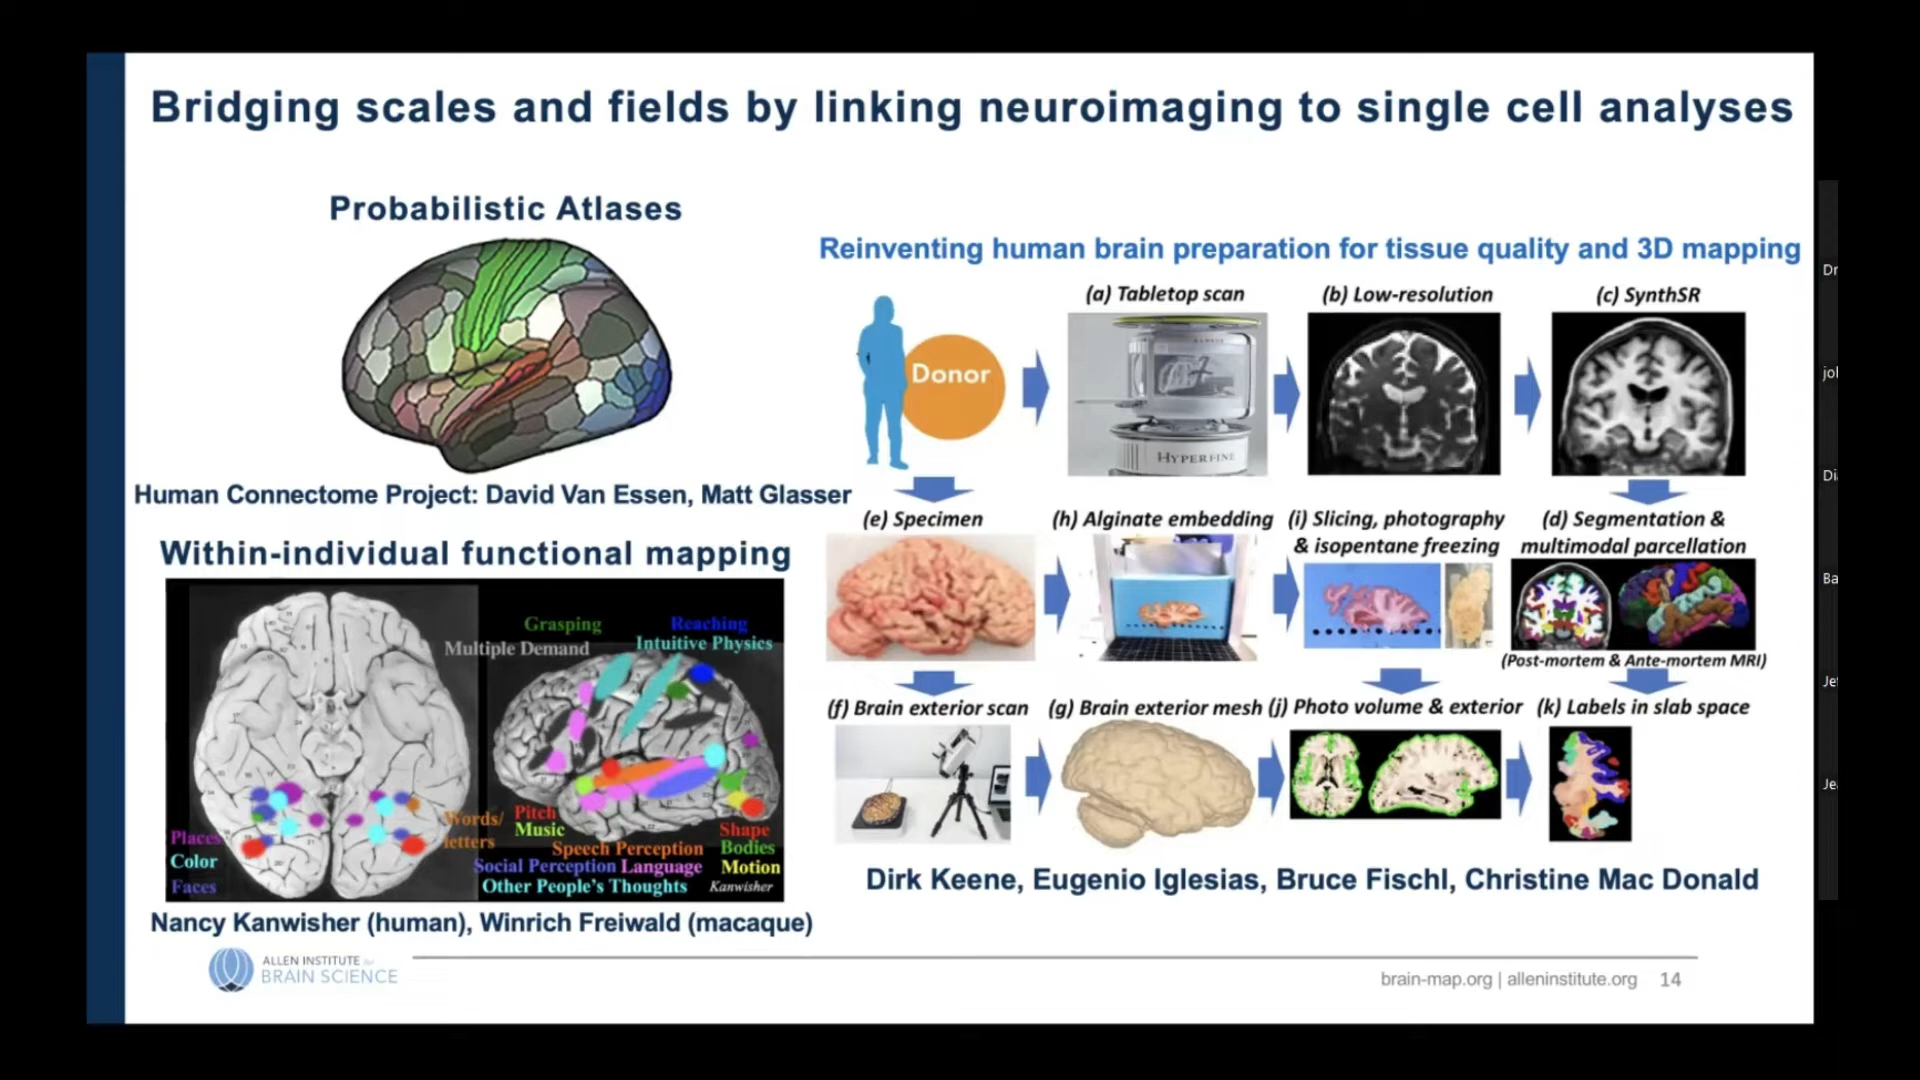 Bridging scales and fields by linking neuroimaging to single cell analyses
Probabilistic Atlases
Human Connectome Project: David Van Essen, Matt Glasser
Within-individual functional mapping
Grasping
Reaching
Multiple Demand
Intuitive Physics
Places
Color
Faces
Words/
letters
Pitch
Music
Shape
Speech Perception
Bodies
Social Perception
Language
Motion
Other People's Thoughts
Kanwisher
Nancy Kanwisher (human), Winrich Freiwald (macaque)
Reinventing human brain preparation for tissue quality and 3D mapping
Donor
(a) Tabletop scan
HYPERFINE
(b) Low-resolution
(c) SynthSR
(e) Specimen
(h) Alginate embedding
(i) Slicing, photography
& isopentane freezing
(d) Segmentation &
multimodal parcellation
(Post-mortem & Ante-mortem MRI)
(f) Brain exterior scan
(g) Brain exterior mesh
(j) Photo volume & exterior
(k) Labels in slab space
Dirk Keene, Eugenio Iglesias, Bruce Fischl, Christine Mac Donald
ALLEN INSTITUTE for
BRAIN SCIENCE
brain-map.org | alleninstitute.org 14
Dr
Di
Ba
Je